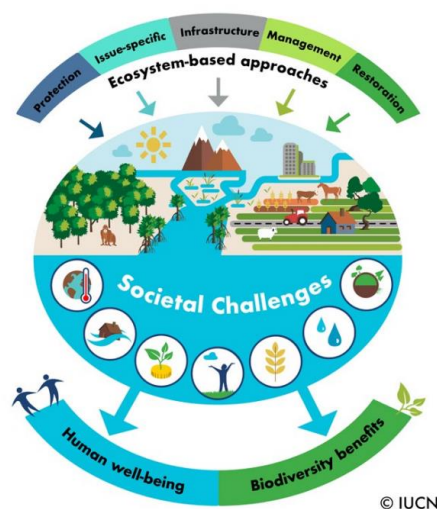 Protection
Issue-specific
Infrastructure
Management
Restoration
Ecosystem-based approaches
Societal Challenges
Human well-being
Biodiversity benefits
© IUCN